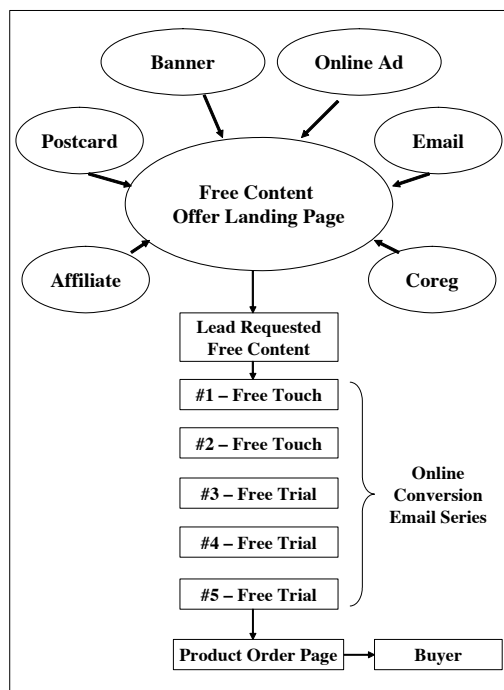 Banner
Online Ad
Postcard
Email
Free Content
Offer Landing Page
Affiliate
Coreg
Lead Requested
Free Content
#1 – Free Touch
#2 – Free Touch
#3 – Free Trial
#4 – Free Trial
#5 – Free Trial
Online
Conversion
Email Series
Product Order Page
Buyer